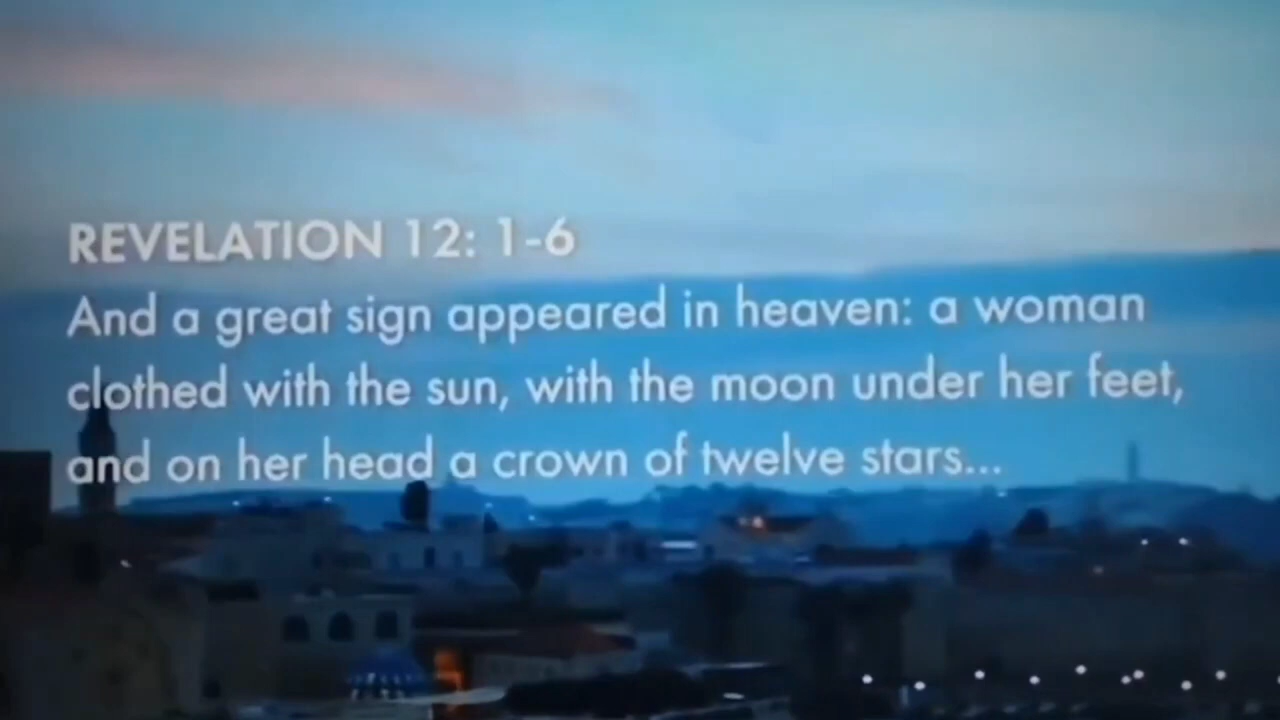 REVELATION 12: 1-6
And a great sign appeared in heaven: a woman
clothed with the sun, with the moon under her feet,
and on her head a crown of twelve stars...